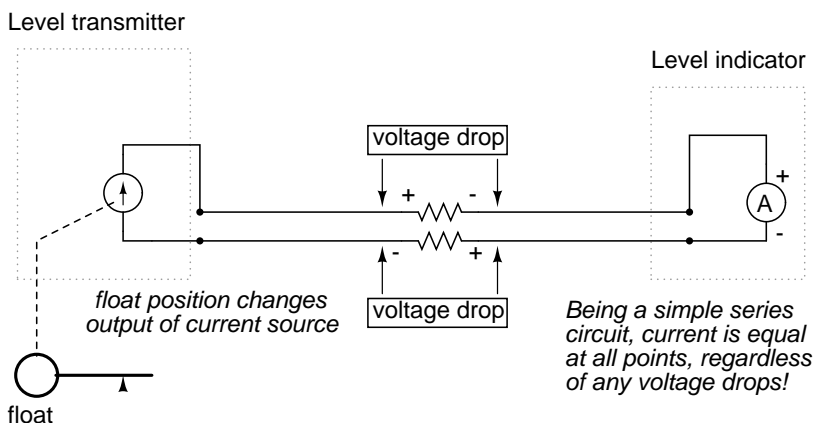 Level transmitter
Level indicator
voltage drop
+ -
+
A
-
- +
voltage drop
float position changes
output of current source
Being a simple series
circuit, current is equal
at all points, regardless
of any voltage drops!
float